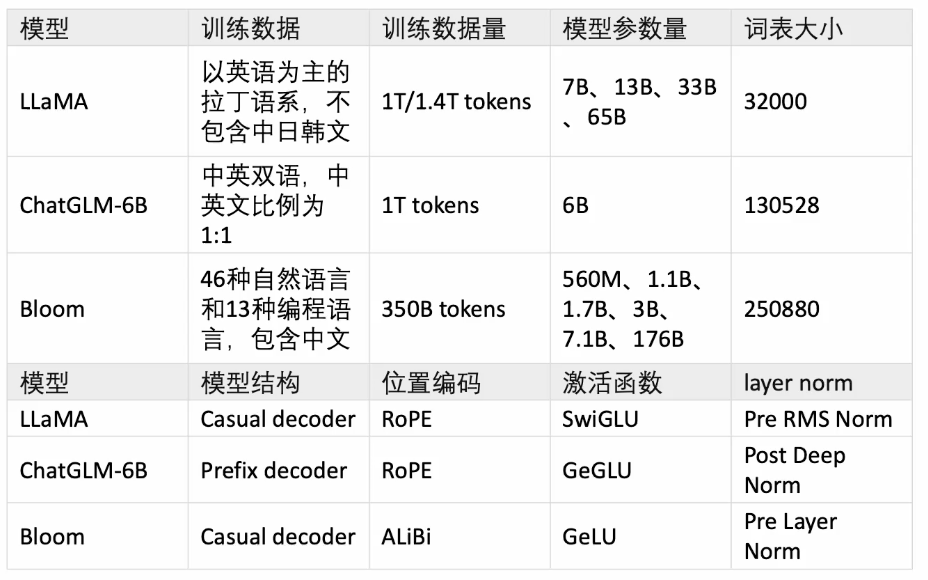 模型 训练数据 训练数据量 模型参数量 词表大小
LLaMA 以英语为主的拉丁语系，不包含中日韩文 1T/1.4T tokens 7B、13B、33B、65B 32000
ChatGLM-6B 中英双语，中英文比例为1:1 1T tokens 6B 130528
Bloom 46种自然语言和13种编程语言，包含中文 350B tokens 560M、1.1B、1.7B、3B、7.1B、176B 250880
模型 模型结构 位置编码 激活函数 layer norm
LLaMA Casual decoder RoPE SwiGLU Pre RMS Norm
ChatGLM-6B Prefix decoder RoPE GeGLU Post Deep Norm
Bloom Casual decoder ALiBi GeLU Pre Layer Norm